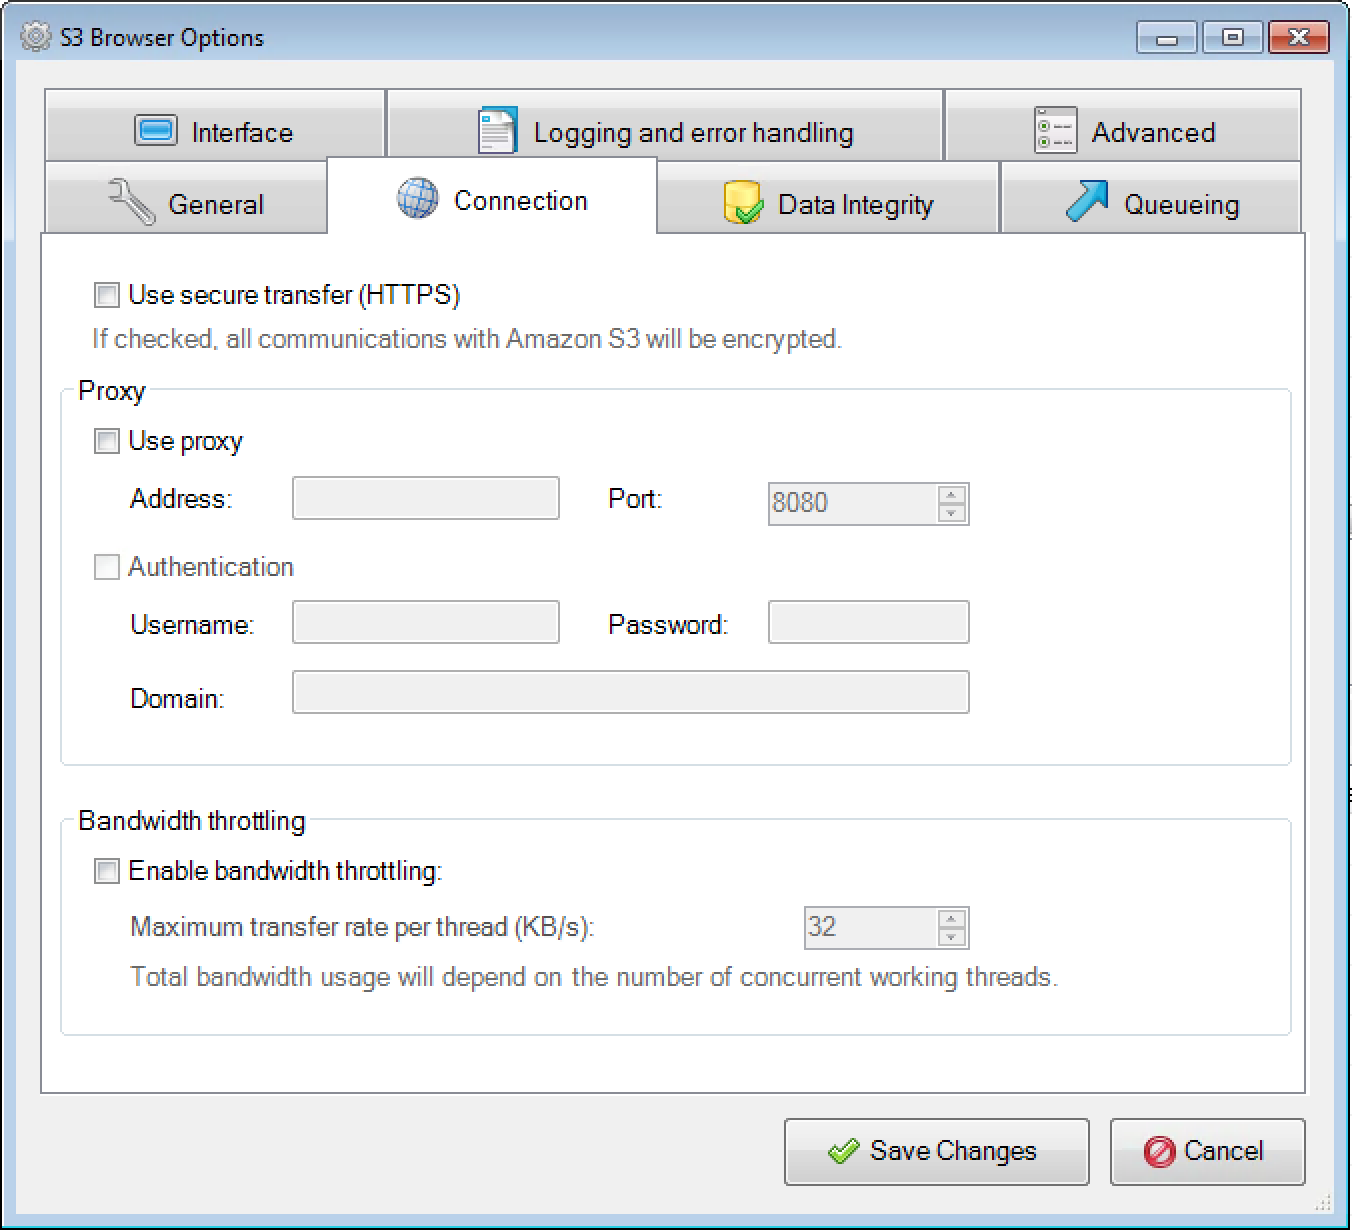 S3 Browser Options
Interface
Logging and error handling
Advanced
General
Connection
Data Integrity
Queueing
Use secure transfer (HTTPS)
If checked, all communications with Amazon S3 will be encrypted.
Proxy
Use proxy
Address:
Port: 8080
Authentication
Username:
Password:
Domain:
Bandwidth throttling
Enable bandwidth throttling:
Maximum transfer rate per thread (KB/s): 32
Total bandwidth usage will depend on the number of concurrent working threads.
Save Changes
Cancel